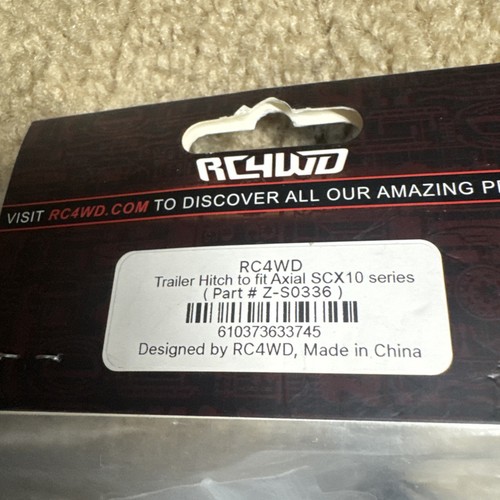 RC4WD
VISIT RC4WD.COM TO DISCOVER ALL OUR AMAZING
RC4WD
Trailer Hitch to fit Axial SCX10 series
( Part # Z-S0336 )
610373633745
Designed by RC4WD, Made in China